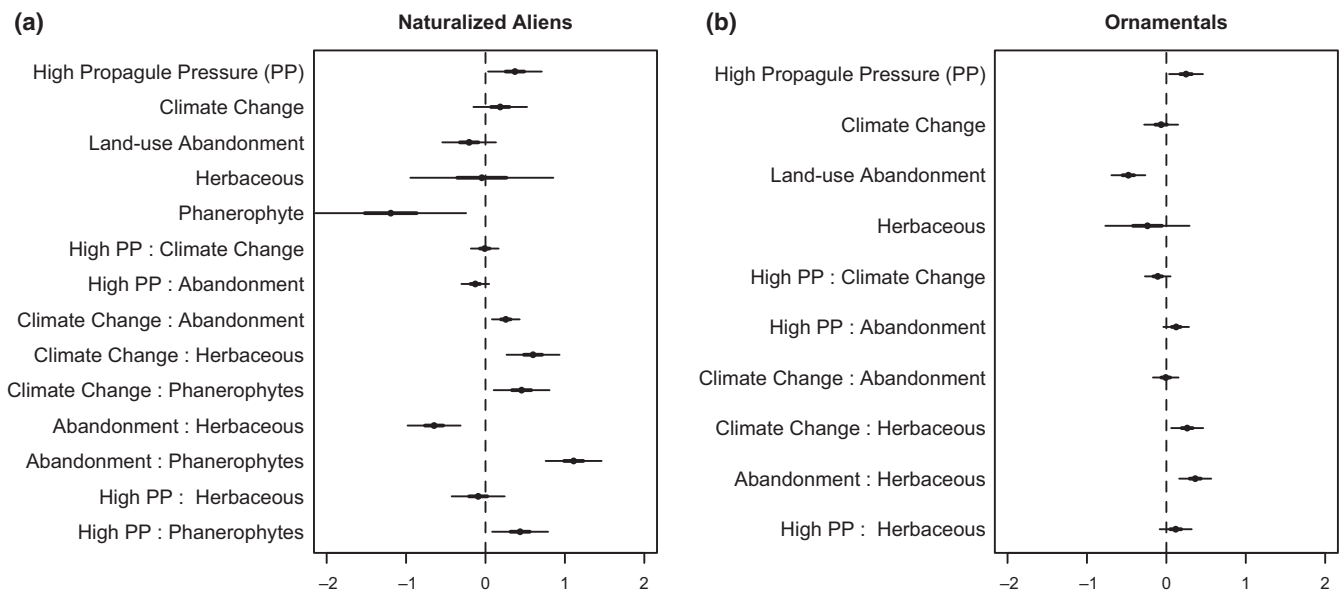 (a)
Naturalized Aliens
High Propagule Pressure (PP)
Climate Change
Land-use Abandonment
Herbaceous
Phanerophyte
High PP : Climate Change
High PP : Abandonment
Climate Change : Abandonment
Climate Change : Herbaceous
Climate Change : Phanerophytes
Abandonment : Herbaceous
Abandonment : Phanerophytes
High PP : Herbaceous
High PP : Phanerophytes
–2 –1 0 1 2
(b)
Ornamentals
High Propagule Pressure (PP)
Climate Change
Land-use Abandonment
Herbaceous
High PP : Climate Change
High PP : Abandonment
Climate Change : Abandonment
Climate Change : Herbaceous
Abandonment : Herbaceous
High PP : Herbaceous
–2 –1 0 1 2